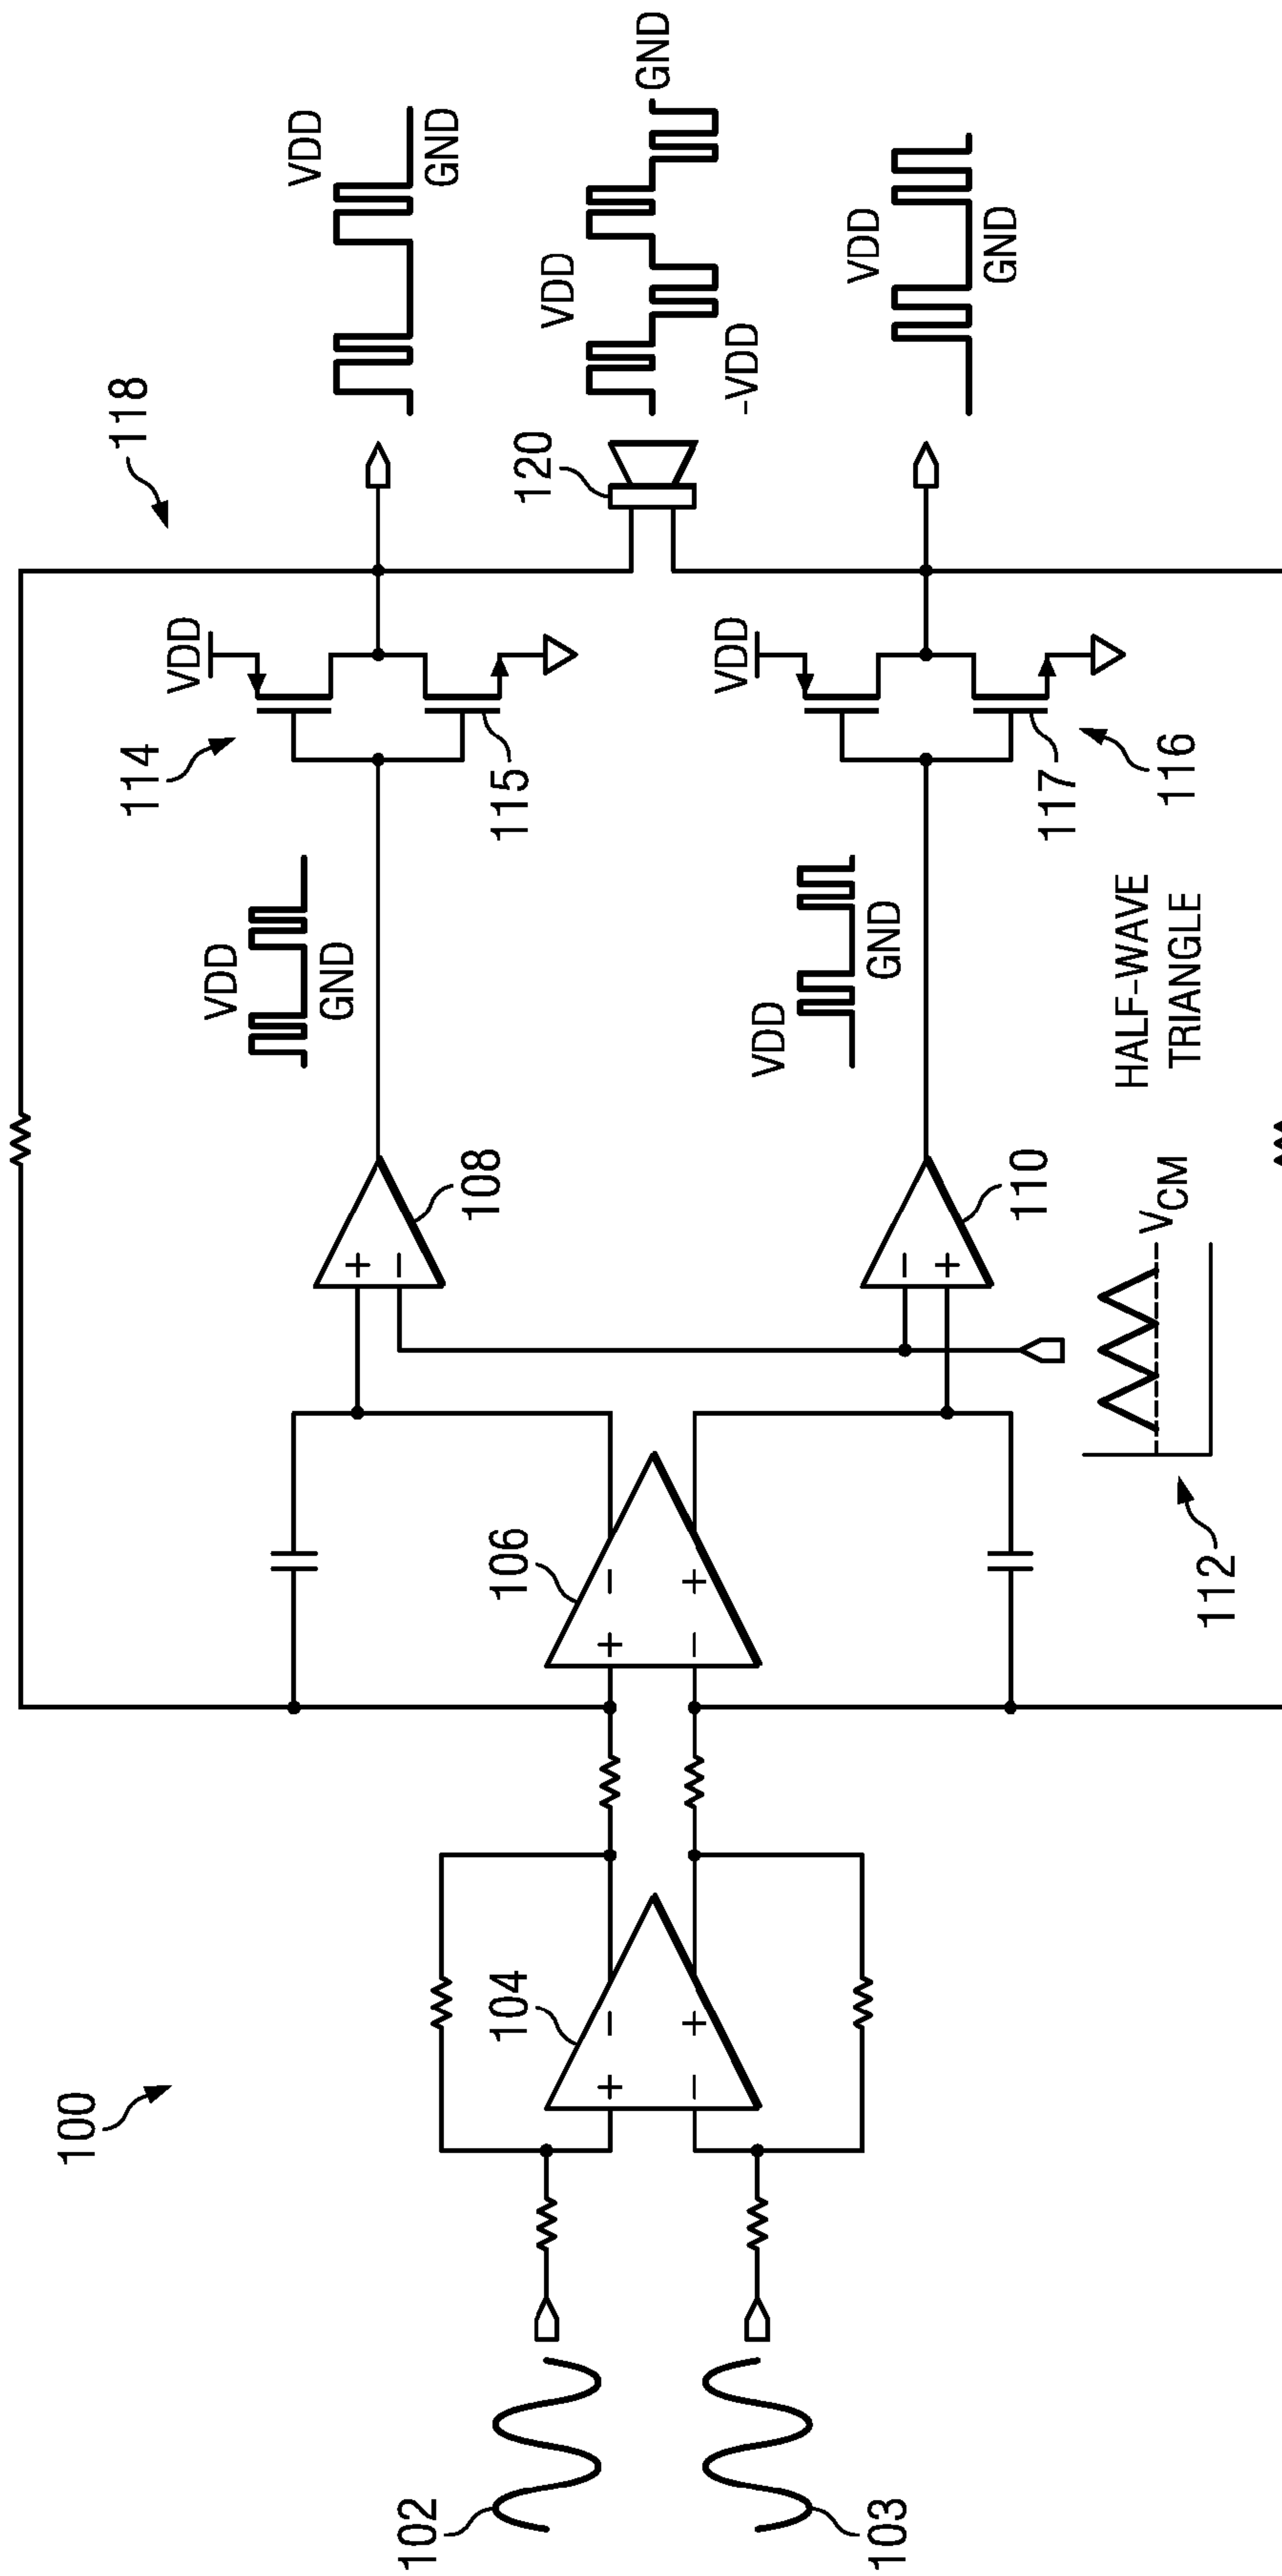 100
102
103
104
+
−
−
+
106
+
−
−
+
108
+
−
110
−
+
112
VCM
HALF-WAVE
TRIANGLE
VDD
GND
VDD
GND
114
VDD
115
VDD
116
117
118
120
VDD
GND
VDD
GND
-VDD
VDD
GND